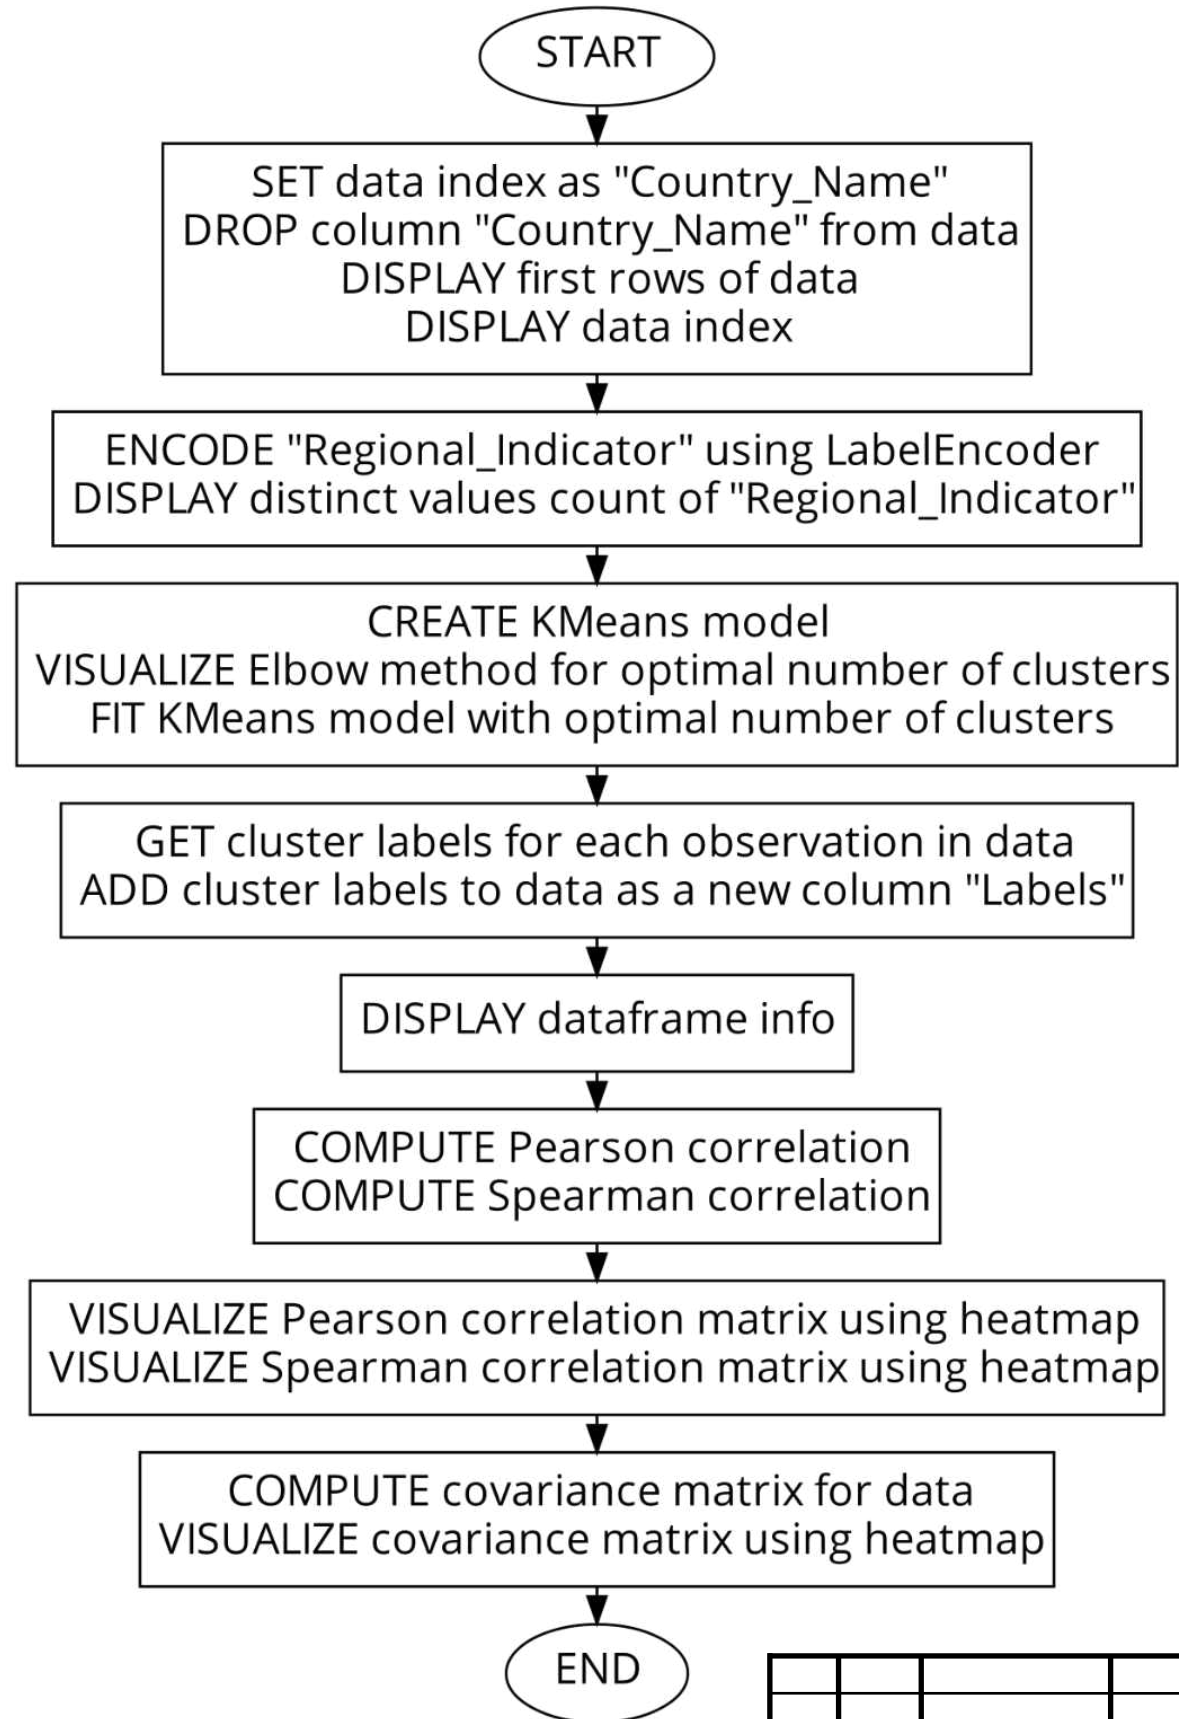 START
SET data index as "Country_Name"
DROP column "Country_Name" from data
DISPLAY first rows of data
DISPLAY data index
ENCODE "Regional_Indicator" using LabelEncoder
DISPLAY distinct values count of "Regional_Indicator"
CREATE KMeans model
VISUALIZE Elbow method for optimal number of clusters
FIT KMeans model with optimal number of clusters
GET cluster labels for each observation in data
ADD cluster labels to data as a new column "Labels"
DISPLAY dataframe info
COMPUTE Pearson correlation
COMPUTE Spearman correlation
VISUALIZE Pearson correlation matrix using heatmap
VISUALIZE Spearman correlation matrix using heatmap
COMPUTE covariance matrix for data
VISUALIZE covariance matrix using heatmap
END